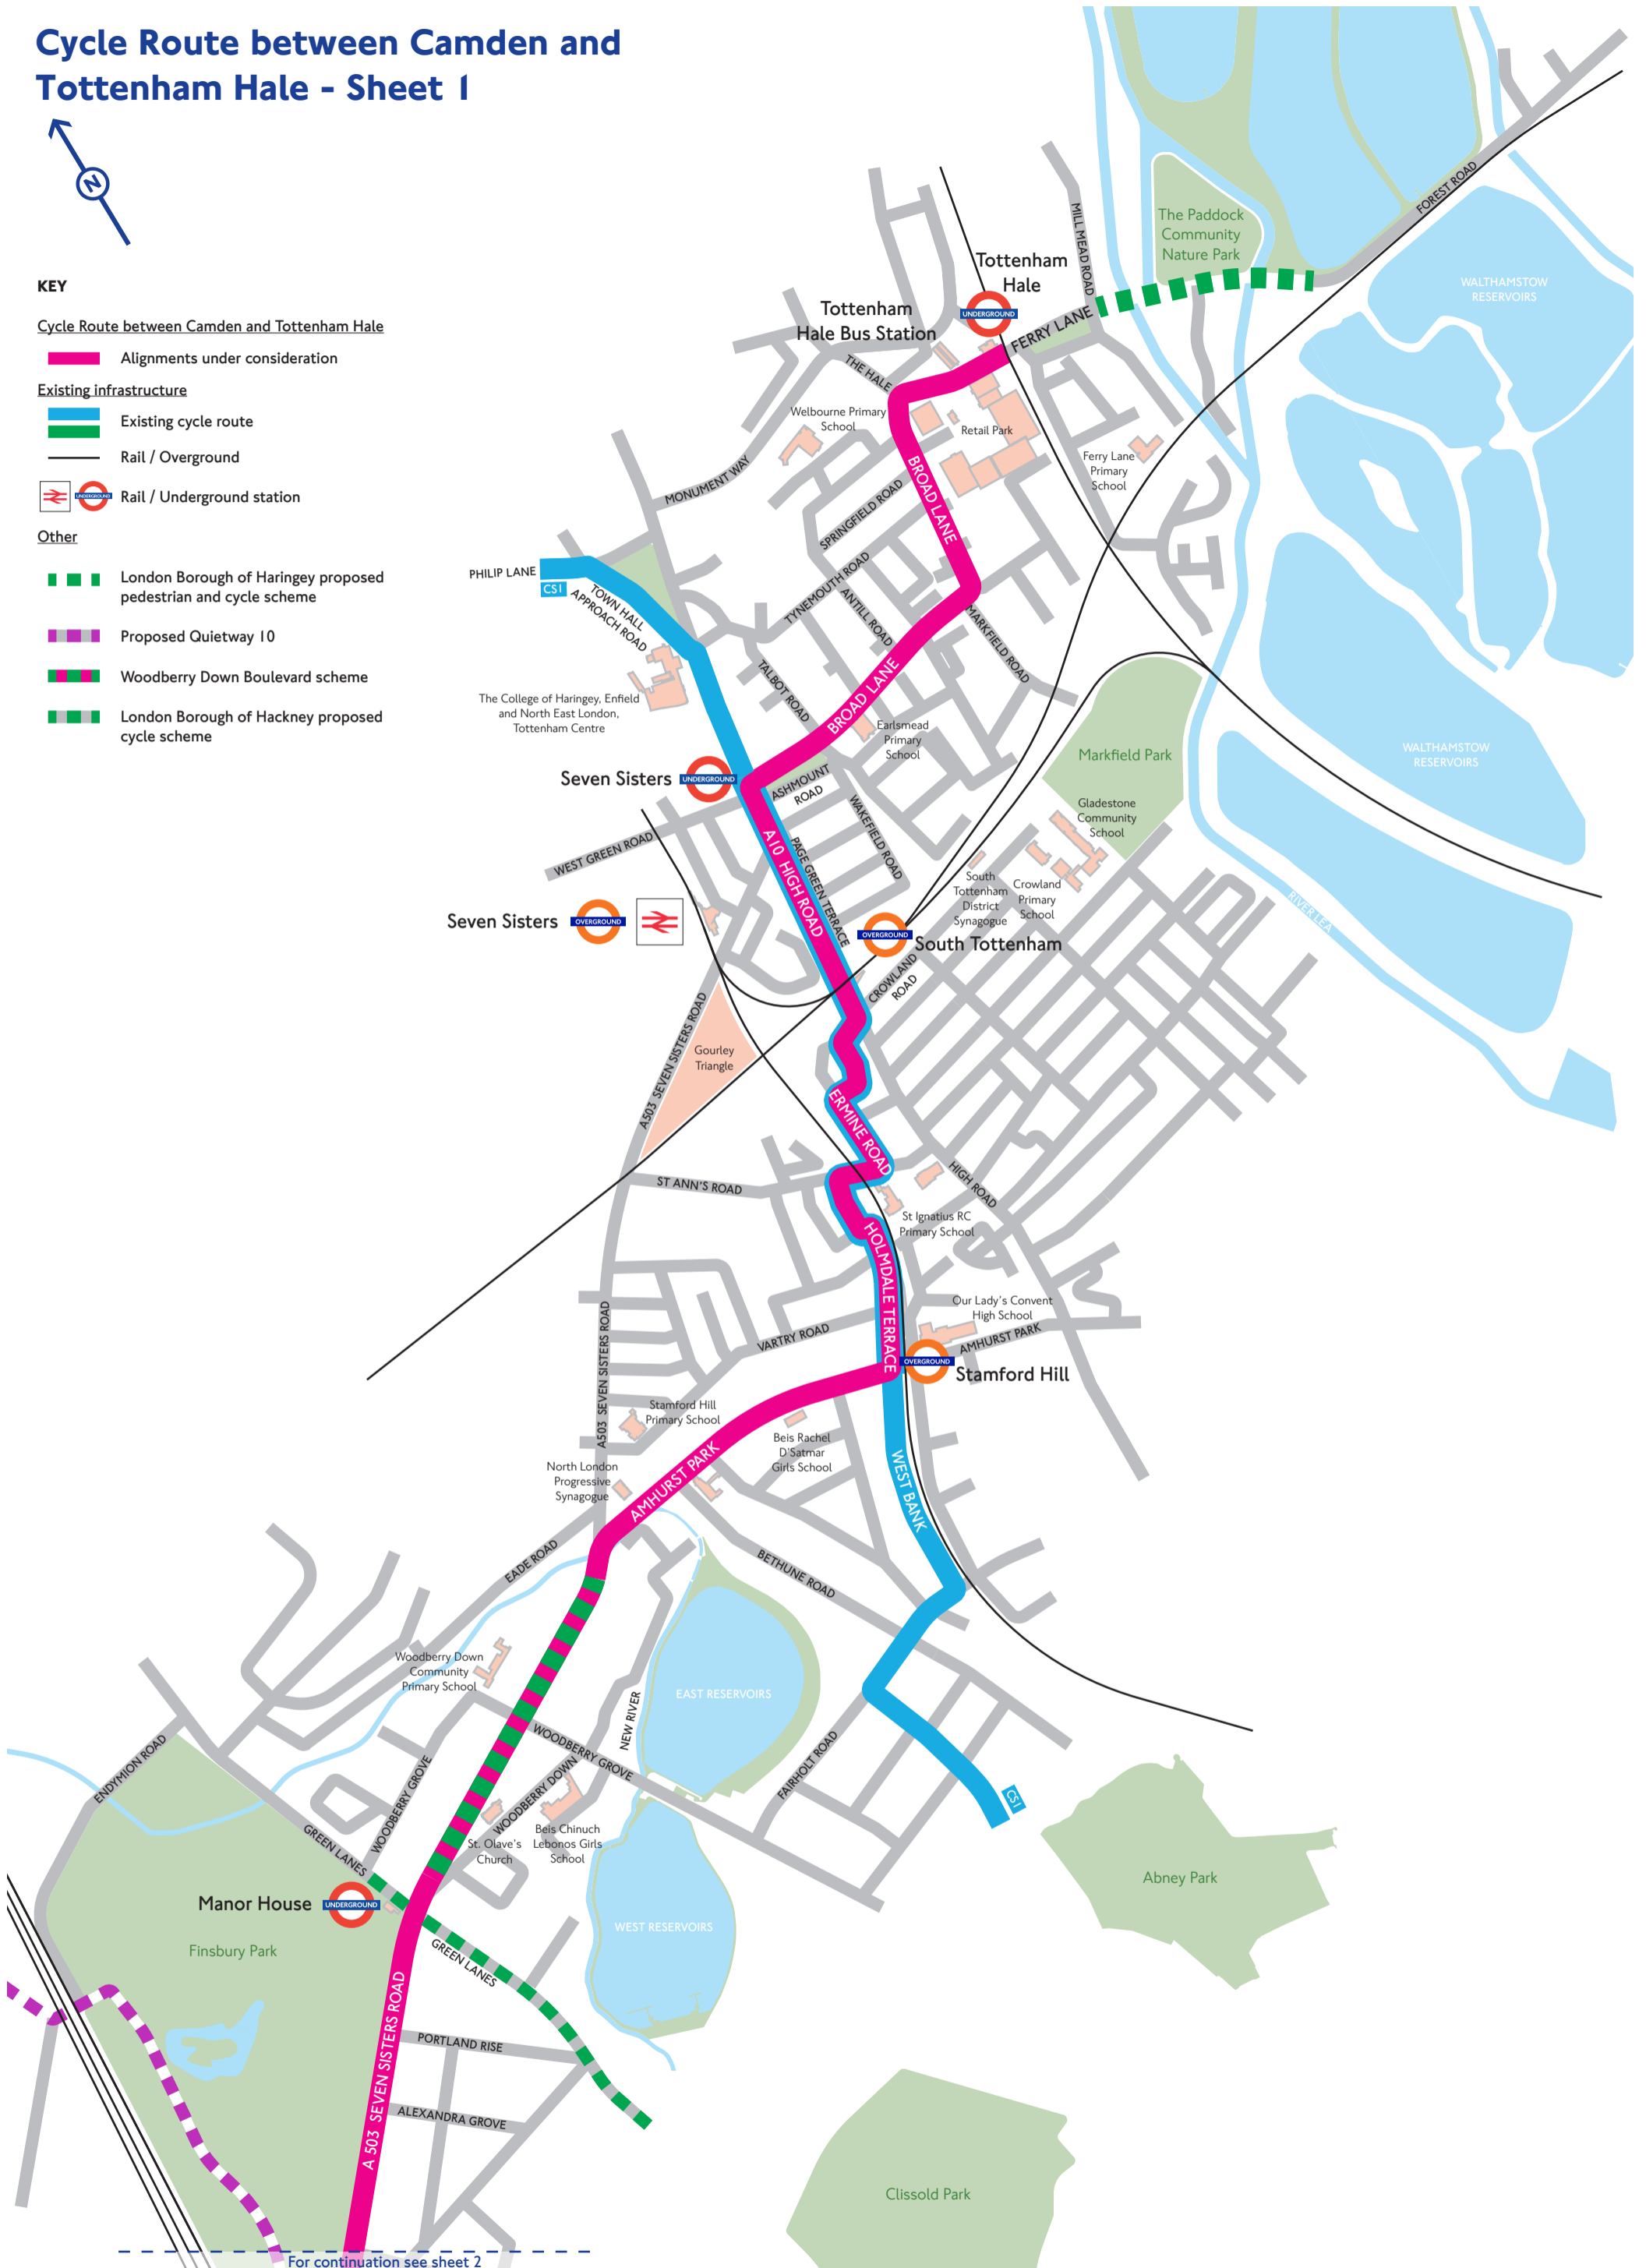 Cycle Route between Camden and
Tottenham Hale - Sheet 1
N
KEY
Cycle Route between Camden and Tottenham Hale
Alignments under consideration
Existing infrastructure
Existing cycle route
Rail / Overground
UNDERGROUND
Rail / Underground station
Other
London Borough of Haringey proposed
pedestrian and cycle scheme
Proposed Quietway 10
Woodberry Down Boulevard scheme
London Borough of Hackney proposed
cycle scheme
FOREST ROAD
The Paddock
Community
Nature Park
MILL MEAD ROAD
WALTHAMSTOW
RESERVOIRS
Tottenham
Hale
UNDERGROUND
Tottenham
Hale Bus Station
FERRY LANE
THE HALE
Welbourne Primary
School
Retail Park
Ferry Lane
Primary
School
MONUMENT WAY
BROAD LANE
SPRINGFIELD ROAD
PHILIP LANE
CS1
TOWN HALL
APPROACH ROAD
TYNEMOUTH ROAD
ANTILL ROAD
MARKFIELD ROAD
TALBOT ROAD
BROAD LANE
The College of Haringey, Enfield
and North East London,
Tottenham Centre
Earlsmead
Primary
School
Markfield Park
WALTHAMSTOW
RESERVOIRS
Seven Sisters
UNDERGROUND
ASHMOUNT
ROAD
WAKEFIELD ROAD
Gladestone
Community
School
WEST GREEN ROAD
A10 HIGH ROAD
PAGE GREEN TERRACE
South
Tottenham
District
Synagogue
Crowland
Primary
School
RIVER LEA
Seven Sisters
OVERGROUND
OVERGROUND
South Tottenham
CROWLAND
ROAD
A503 SEVEN SISTERS ROAD
Gourley
Triangle
ERMINE ROAD
ST ANN'S ROAD
HIGH ROAD
St Ignatius RC
Primary School
HOLMDALE TERRACE
Our Lady's Convent
High School
AMHURST PARK
VARTRY ROAD
OVERGROUND
Stamford Hill
A503 SEVEN SISTERS ROAD
Stamford Hill
Primary School
Beis Rachel
D'Satmar
Girls School
AMHURST PARK
WEST BANK
North London
Progressive
Synagogue
EADE ROAD
BETHUNE ROAD
Woodberry Down
Community
Primary School
EAST RESERVOIRS
NEW RIVER
WOODBERRY GROVE
ENDYMION ROAD
WOODBERRY GROVE
WOODBERRY DOWN
FAIRHOLT ROAD
CS1
GREEN LANES
St. Olave's
Church
Beis Chinuch
Lebonos Girls
School
Abney Park
Manor House
UNDERGROUND
WEST RESERVOIRS
Finsbury Park
GREEN LANES
A 503 SEVEN SISTERS ROAD
PORTLAND RISE
ALEXANDRA GROVE
Clissold Park
For continuation see sheet 2